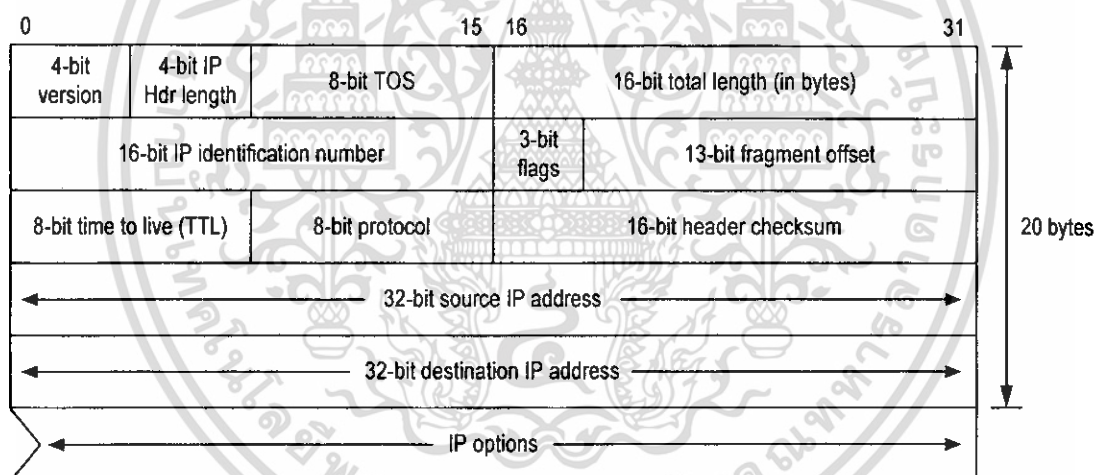 0 15 16 31
4-bit version 4-bit IP Hdr length 8-bit TOS 16-bit total length (in bytes)
16-bit IP identification number 3-bit flags 13-bit fragment offset
8-bit time to live (TTL) 8-bit protocol 16-bit header checksum
20 bytes
32-bit source IP address
32-bit destination IP address
IP options